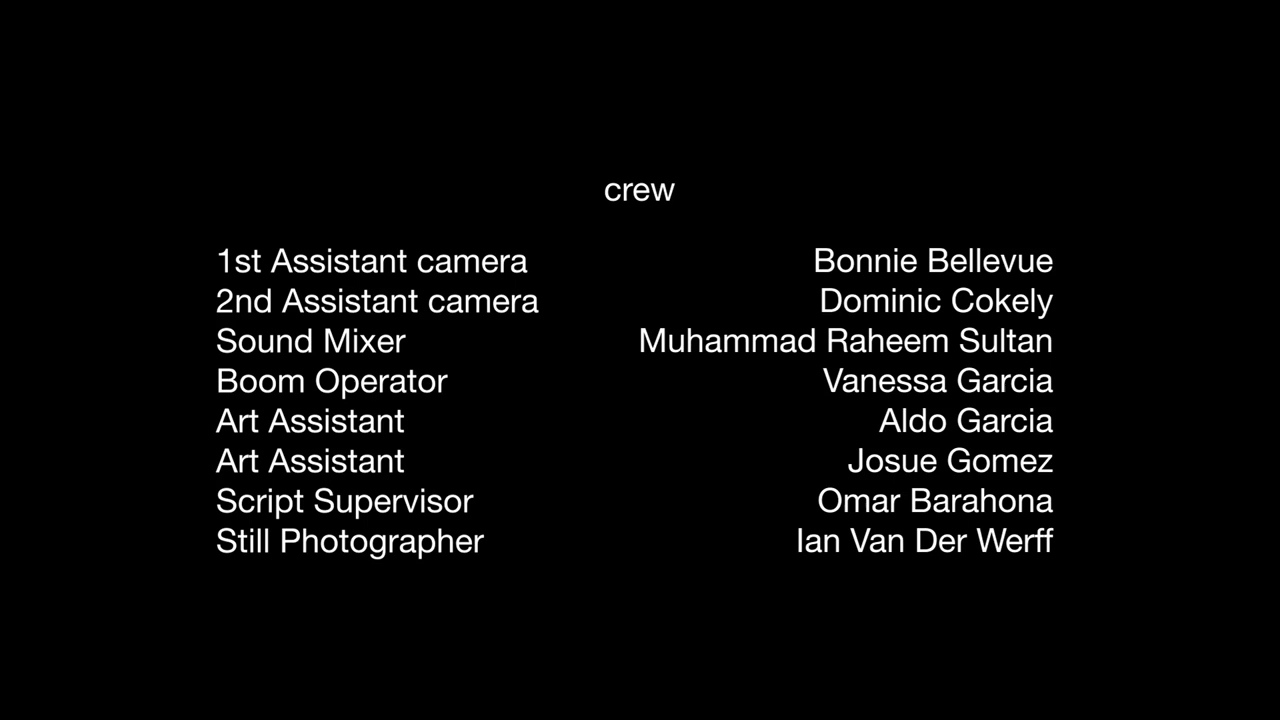 crew
1st Assistant camera Bonnie Bellevue
2nd Assistant camera Dominic Cokely
Sound Mixer Muhammad Raheem Sultan
Boom Operator Vanessa Garcia
Art Assistant Aldo Garcia
Art Assistant Josue Gomez
Script Supervisor Omar Barahona
Still Photographer Ian Van Der Werff